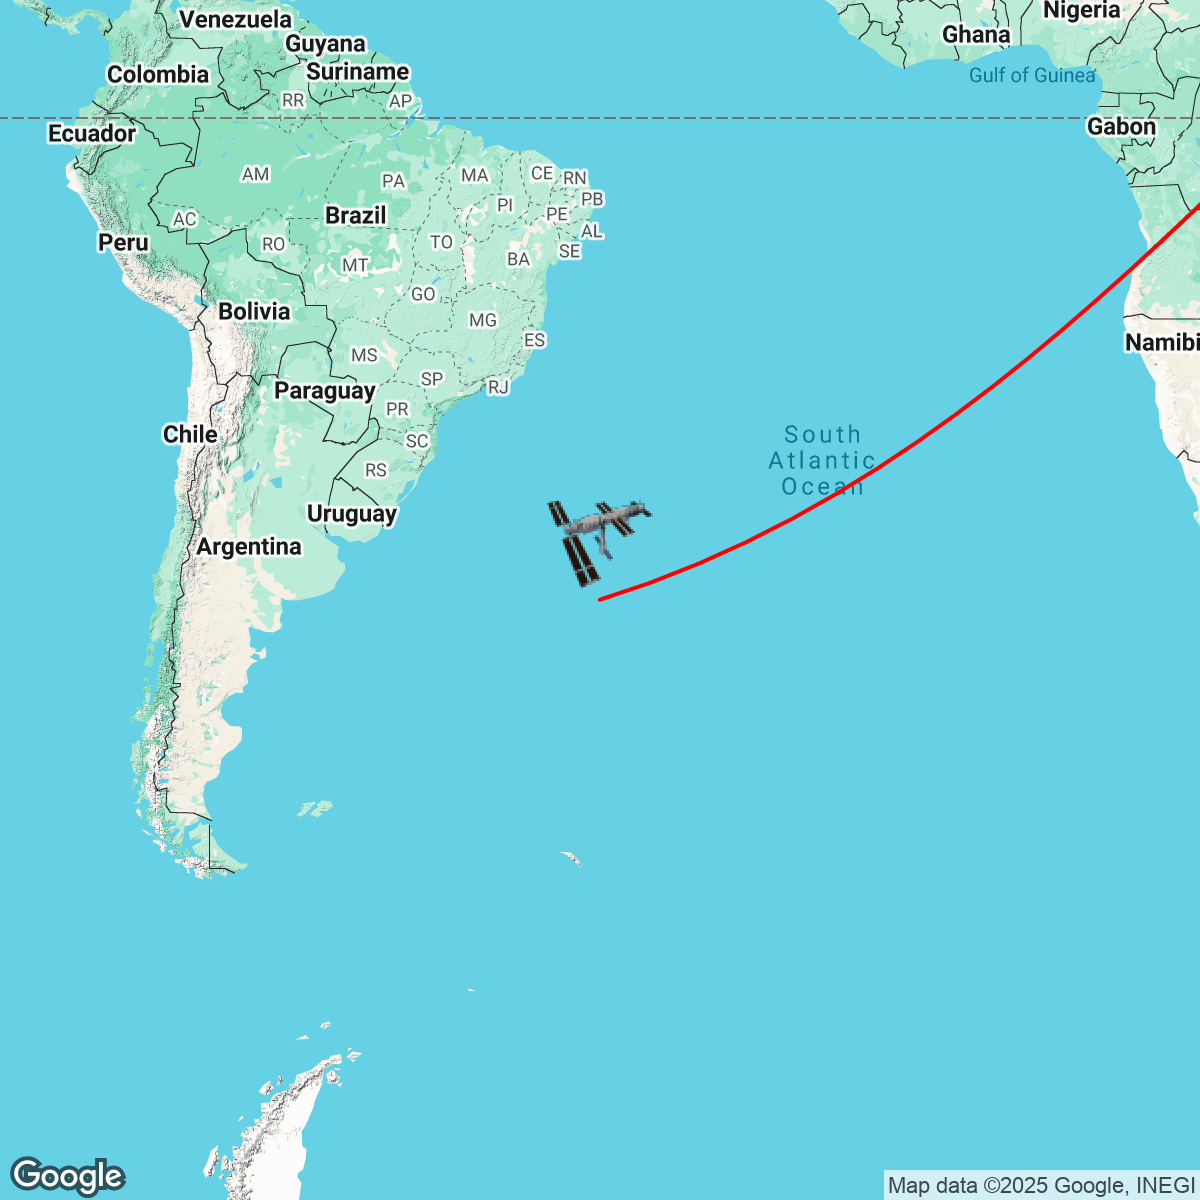 Venezuela
Nigeria
Ghana
Guyana
Colombia
Suriname
Gulf of Guinea
RR
AP
Ecuador
Gabon
AM
PA
MA
CE
RN
PI
PB
PE
AC
Brazil
AL
Peru
RO
TO
SE
MT
BA
GO
Bolivia
MG
ES
Namibi
MS
SP
RJ
Paraguay
PR
Chile
SC
South
Atlantic
Ocean
RS
Uruguay
Argentina
Google
Map data ©2025 Google, INEGI